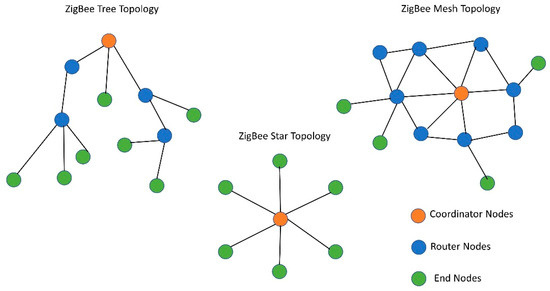 ZigBee Tree Topology
ZigBee Mesh Topology
ZigBee Star Topology
Coordinator Nodes
Router Nodes
End Nodes